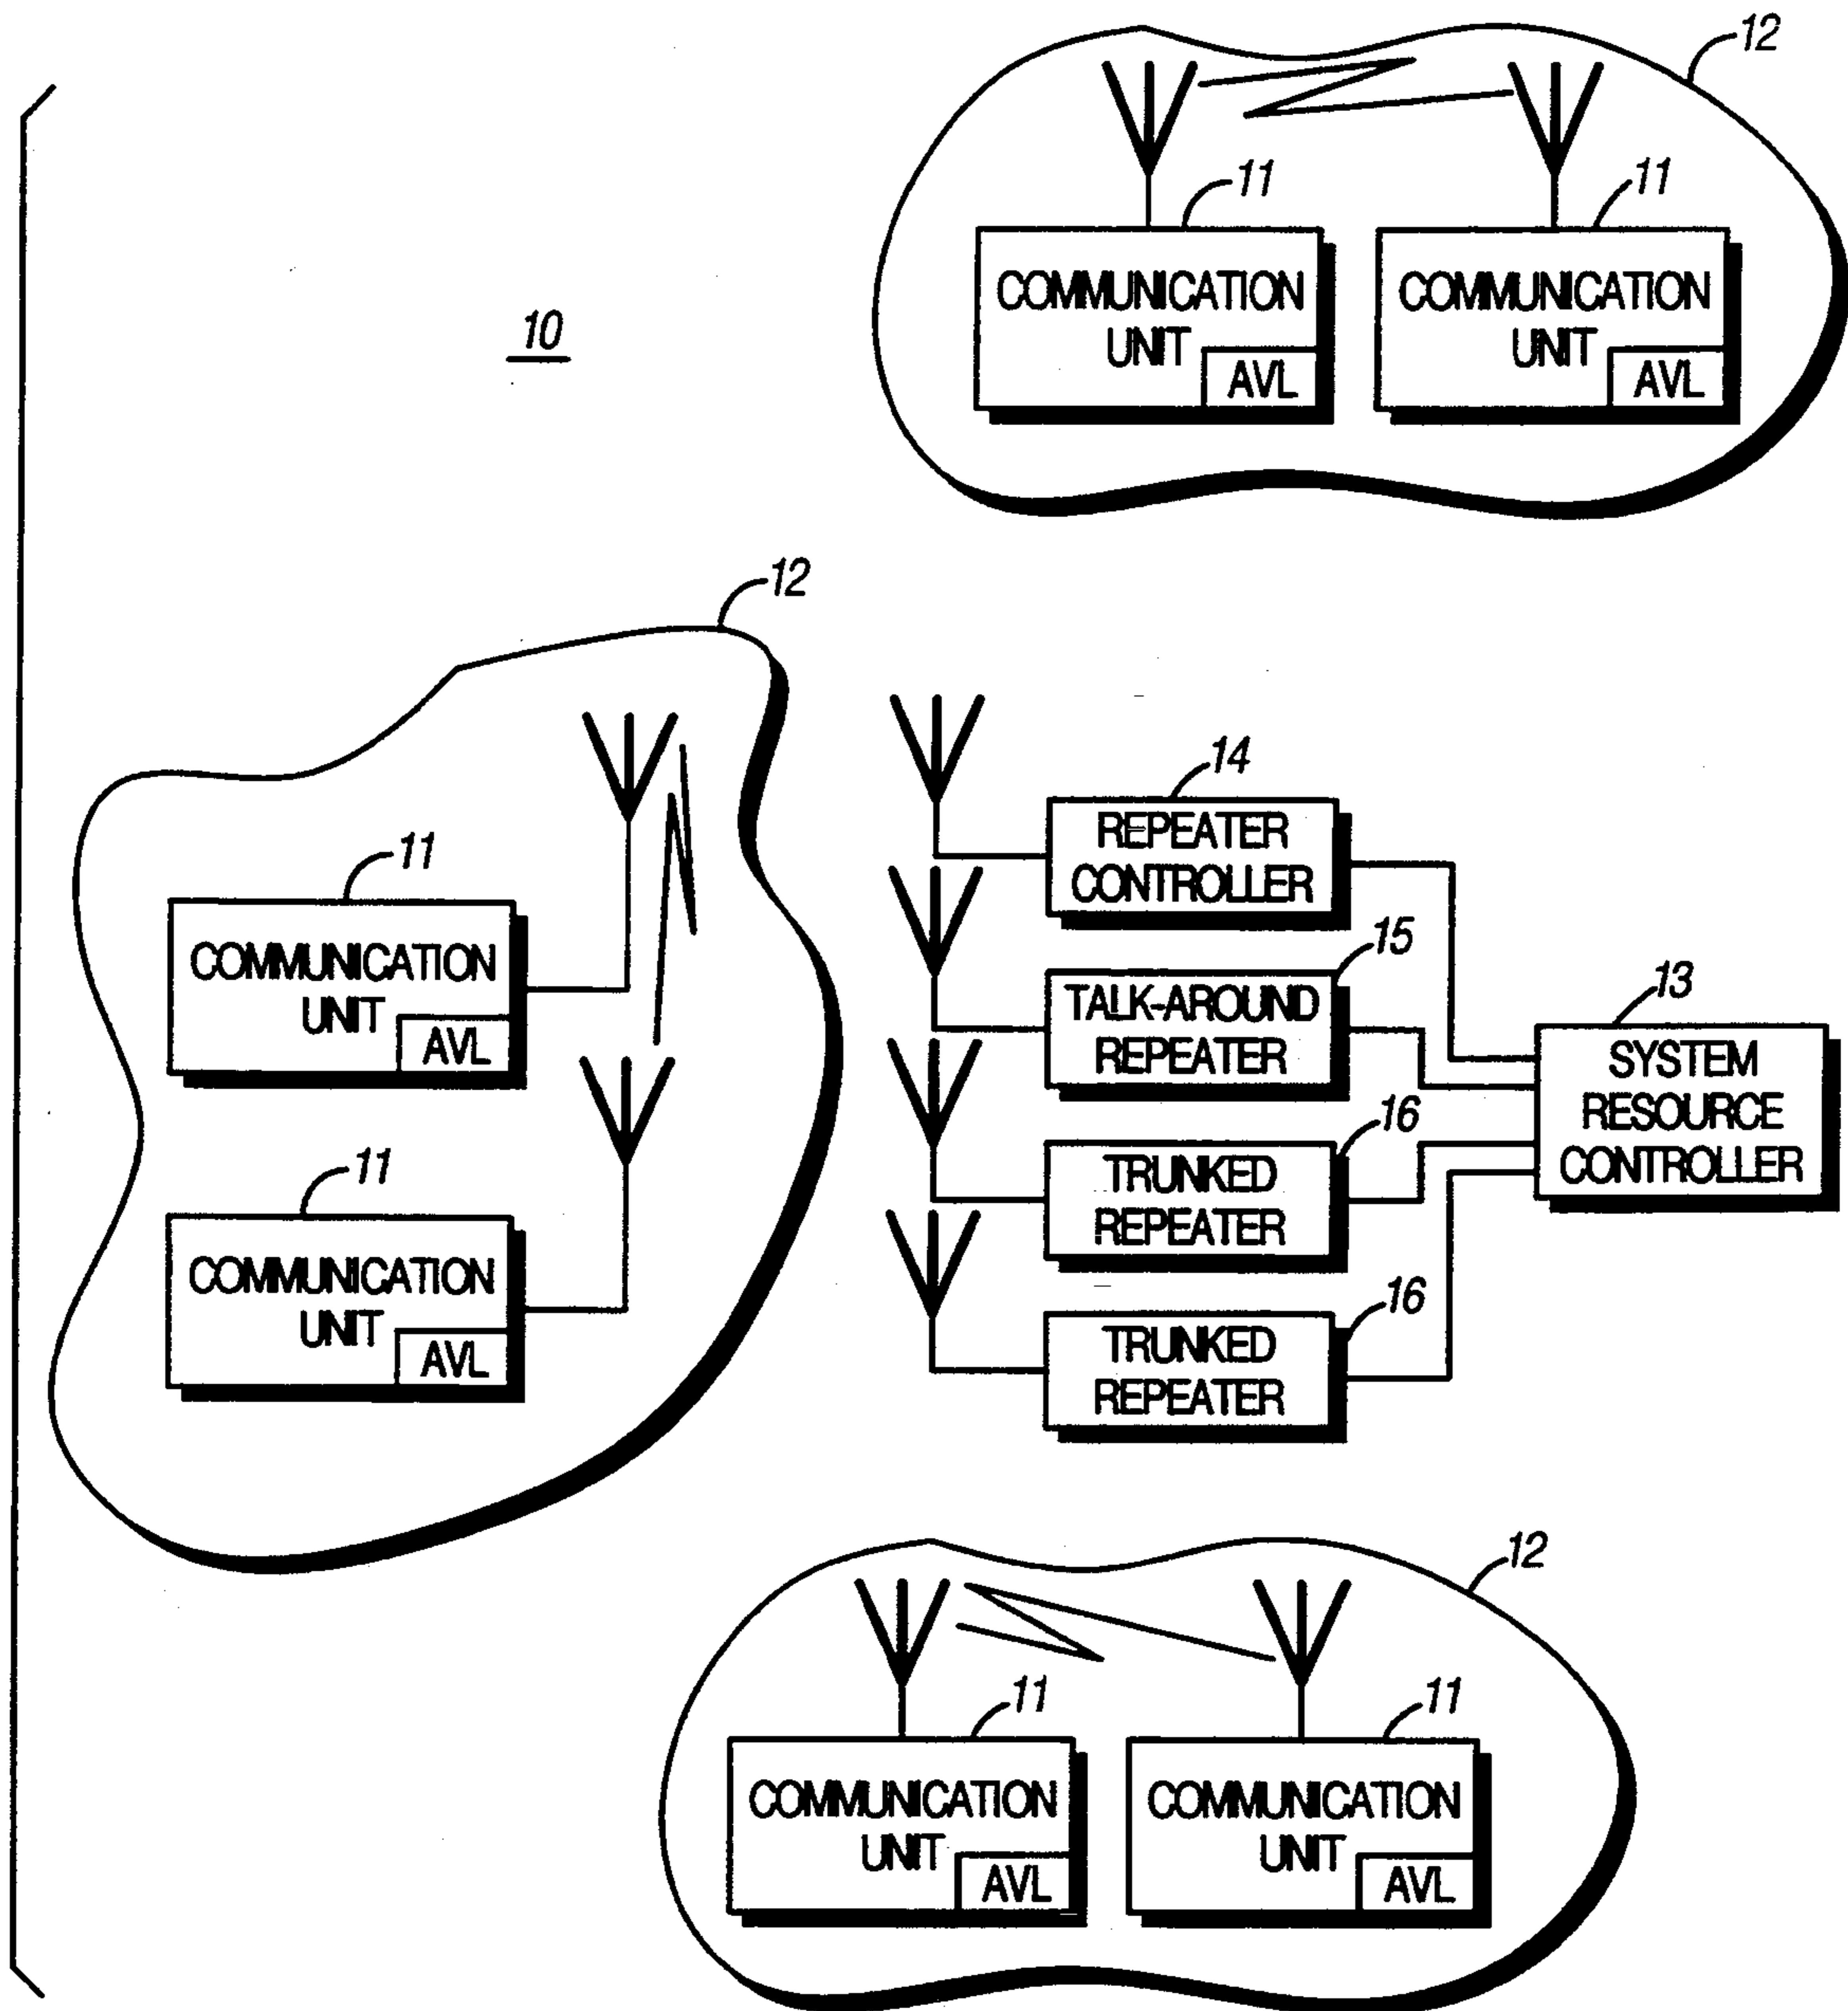 12
11
11
COMMUNICATION
UNIT
AVL
COMMUNICATION
UNIT
AVL
10
12
11
COMMUNICATION
UNIT
AVL
11
COMMUNICATION
UNIT
AVL
14
REPEATER
CONTROLLER
15
TALK-AROUND
REPEATER
16
TRUNKED
REPEATER
16
TRUNKED
REPEATER
13
SYSTEM
RESOURCE
CONTROLLER
12
11
COMMUNICATION
UNIT
AVL
11
COMMUNICATION
UNIT
AVL